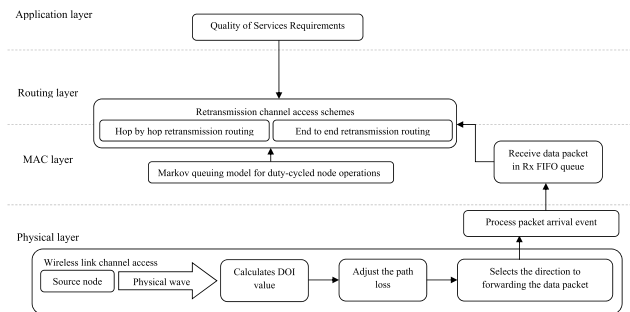 Application layer
Quality of Services Requirements
Routing layer
Retransmission channel access schemes
Hop by hop retransmission routing
End to end retransmission routing
MAC layer
Markov queuing model for duty-cycled node operations
Receive data packet
in Rx FIFO queue
Process packet arrival event
Physical layer
Wireless link channel access
Source node
Physical wave
Calculates DOI
value
Adjust the path
loss
Selects the direction to
forwarding the data packet